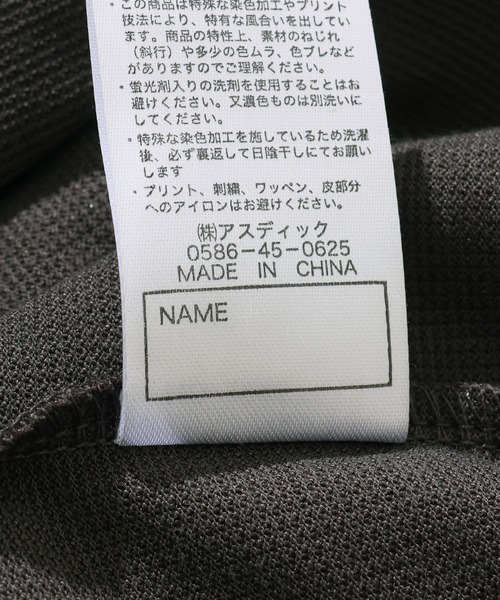 ・この商品は特殊な染色加工やプリント
技法により、特有な風合いを出してい
ます。商品の特性上、素材のねじれ
（斜行）や多少の色ムラ、色ブレなど
がありますのでご理解ください。
・蛍光剤入りの洗剤を使用することはお
避けください。又濃色ものは別洗いに
してください。
・特殊な染色加工を施しているため洗濯
後、必ず裏返して日陰干しにてお願い
します
・プリント、刺繍、ワッペン、皮部分
へのアイロンはお避けください。
㈱アスディック
0586-45-0625
MADE IN CHINA
NAME